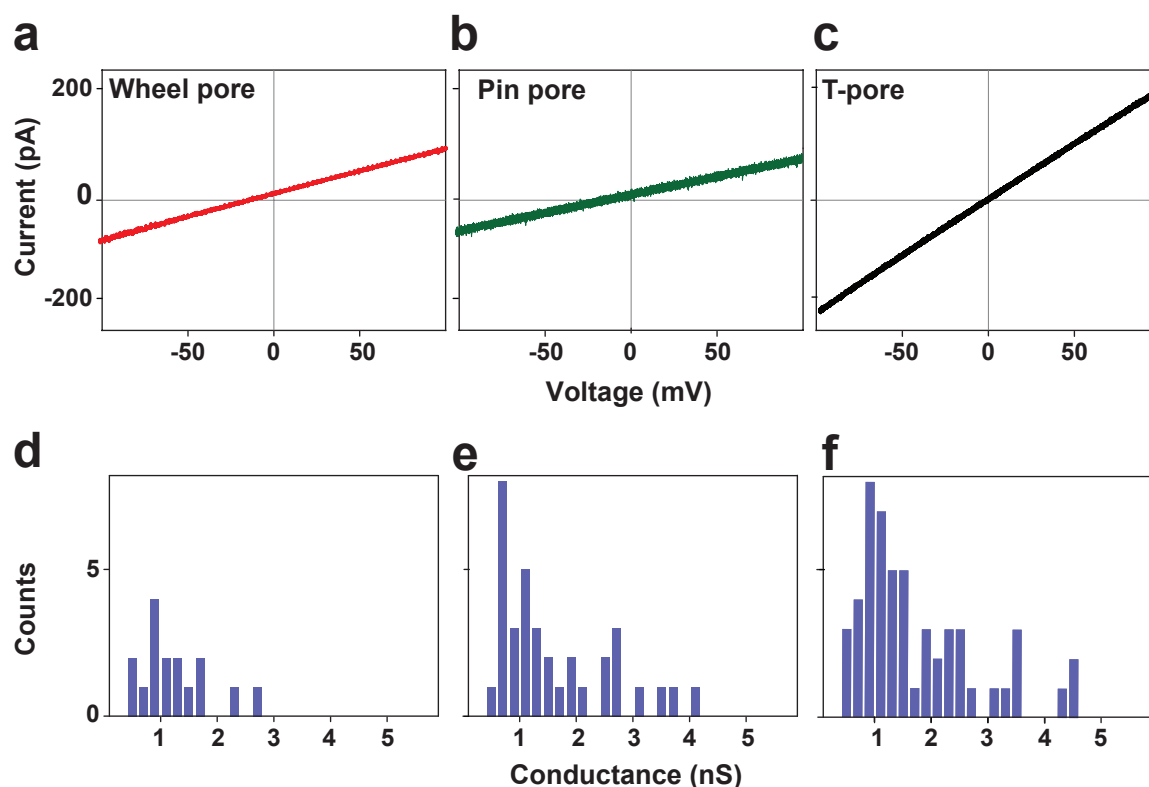 a b c
Wheel pore Pin pore T-pore
200
0
-200
Current (pA)
-50 0 50 -50 0 50 -50 0 50
Voltage (mV)
d e f
5
0
Counts
1 2 3 4 5 1 2 3 4 5 1 2 3 4 5
Conductance (nS)